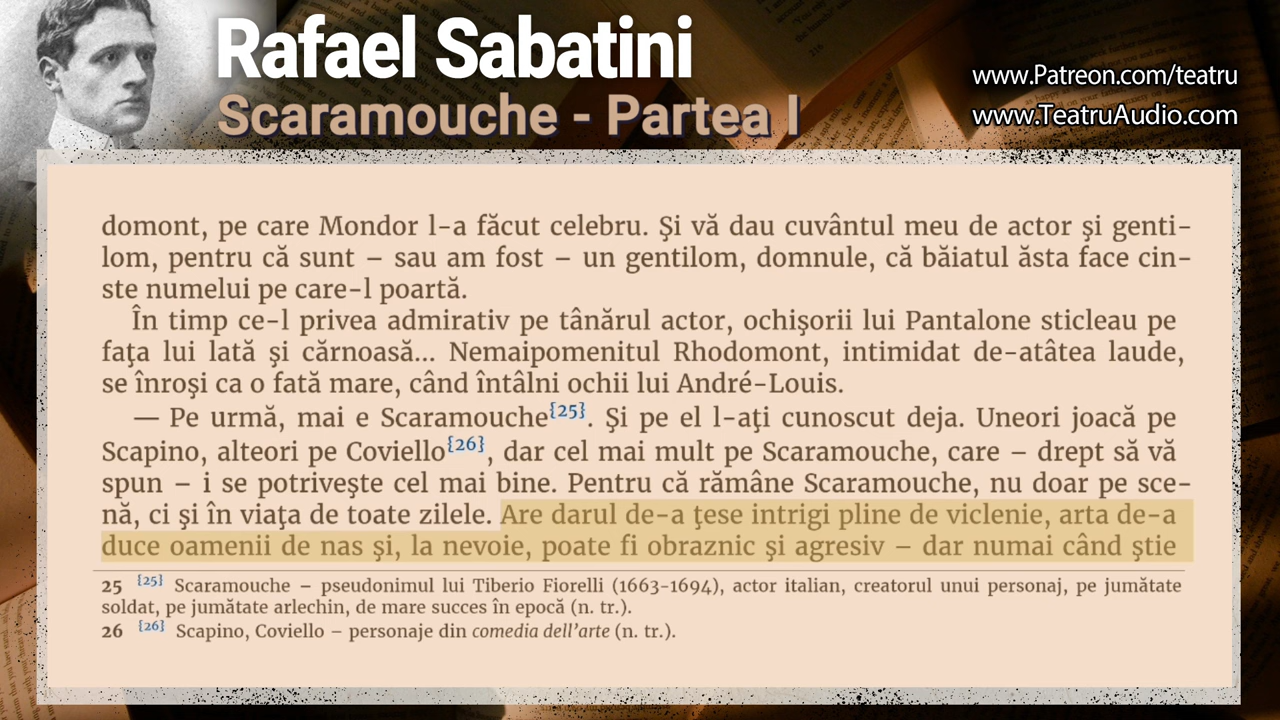 Rafael Sabatini
Scaramouche - Partea I
www.Patreon.com/teatru
www.TeatruAudio.com
domont, pe care Mondor l-a făcut celebru. Şi vă dau cuvântul meu de actor şi genti-
lom, pentru că sunt – sau am fost – un gentilom, domnule, că băiatul ăsta face cin-
ste numelui pe care-l poartă.
În timp ce-l privea admirativ pe tânărul actor, ochişorii lui Pantalone sticleau pe
faţa lui lată şi cărnoasă... Nemaipomenitul Rhodomont, intimidat de-atâtea laude,
se înroşi ca o fată mare, când întâlni ochii lui André-Louis.
— Pe urmă, mai e Scaramouche{25}. Şi pe el l-aţi cunoscut deja. Uneori joacă pe
Scapino, alteori pe Coviello{26}, dar cel mai mult pe Scaramouche, care – drept să vă
spun – i se potriveşte cel mai bine. Pentru că rămâne Scaramouche, nu doar pe sce-
nă, ci şi în viaţa de toate zilele. Are darul de-a ţese intrigi pline de viclenie, arta de-a
duce oamenii de nas şi, la nevoie, poate fi obraznic şi agresiv – dar numai când ştie
25 {25} Scaramouche – pseudonimul lui Tiberio Fiorelli (1663-1694), actor italian, creatorul unui personaj, pe jumătate
soldat, pe jumătate arlechin, de mare succes în epocă (n. tr.).
26 {26} Scapino, Coviello – personaje din comedia dell’arte (n. tr.).